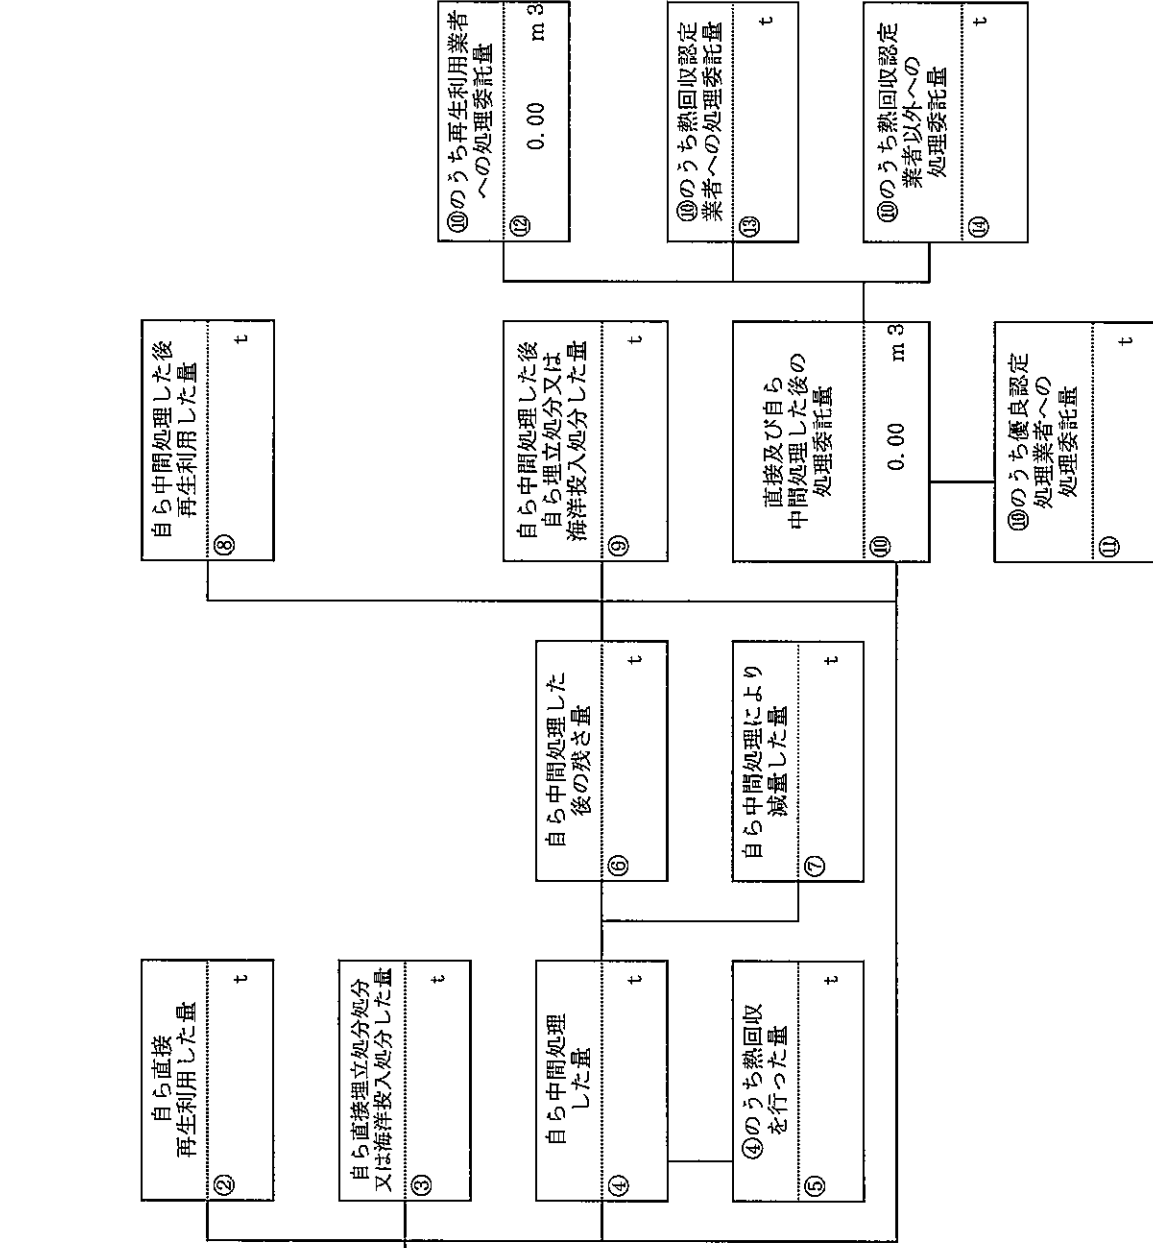 自ら直接
再生利用した量
② t
自ら直接埋立処分処分
又は海洋投入処分した量
③ t
自ら中間処理
した量
④ t
④のうち熱回収
を行った量
⑤ t
自ら中間処理した
後の残さ量
⑥ t
自ら中間処理により
減量した量
⑦ t
自ら中間処理した後
再生利用した量
⑧ t
自ら中間処理した後
自ら埋立処分又は
海洋投入処分した量
⑨ t
直接及び自ら
中間処理した後の
処理委託量
⑩ 0.00 m3
⑩のうち優良認定
処理業者への
処理委託量
⑪ t
⑩のうち再生利用業者
への処理委託量
⑫ 0.00 m3
⑩のうち熱回収認定
業者への処理委託量
⑬ t
⑩のうち熱回収認定
業者以外への
処理委託量
⑭ t